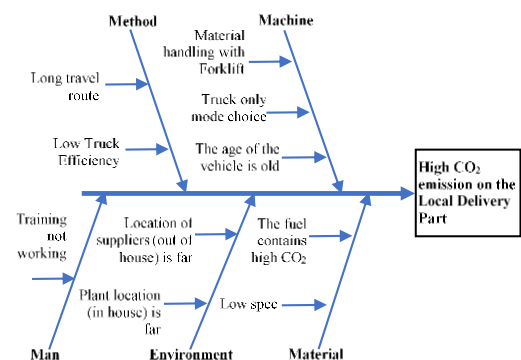 Method
Machine
Material
handling with
Forklift
Long travel
route
Truck only
mode choice
Low Truck
Efficiency
The age of the
vehicle is old
High CO₂
emission on the
Local Delivery
Part
Training
not
working
Location of
suppliers (out of
house) is far
The fuel
contains
high CO₂
Plant location
(in house) is
far
Low spec
Man
Environment
Material